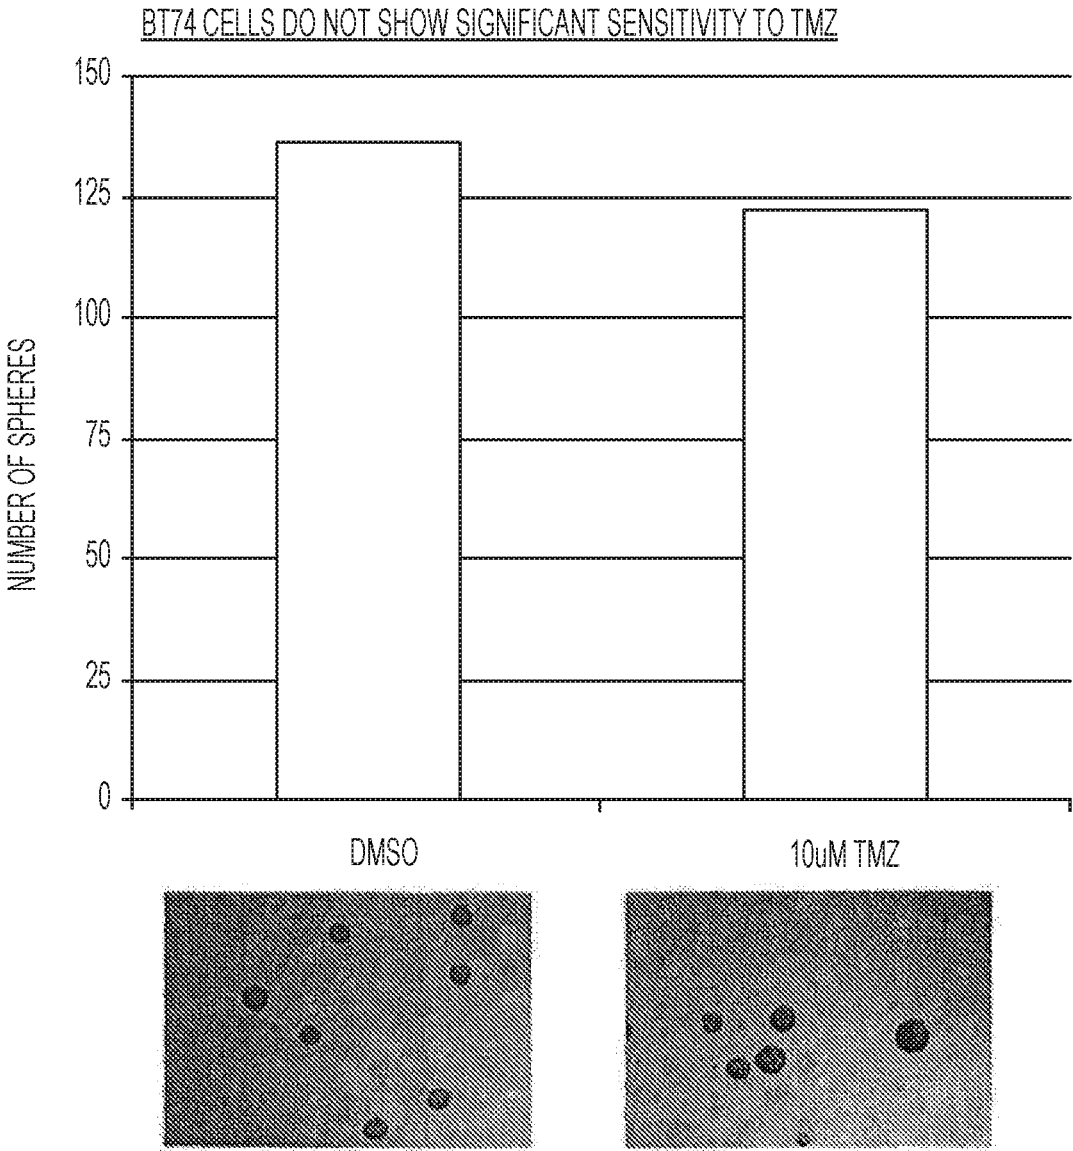 BT74 CELLS DO NOT SHOW SIGNIFICANT SENSITIVITY TO TMZ
150
125
100
75
50
25
0
NUMBER OF SPHERES
DMSO
10uM TMZ